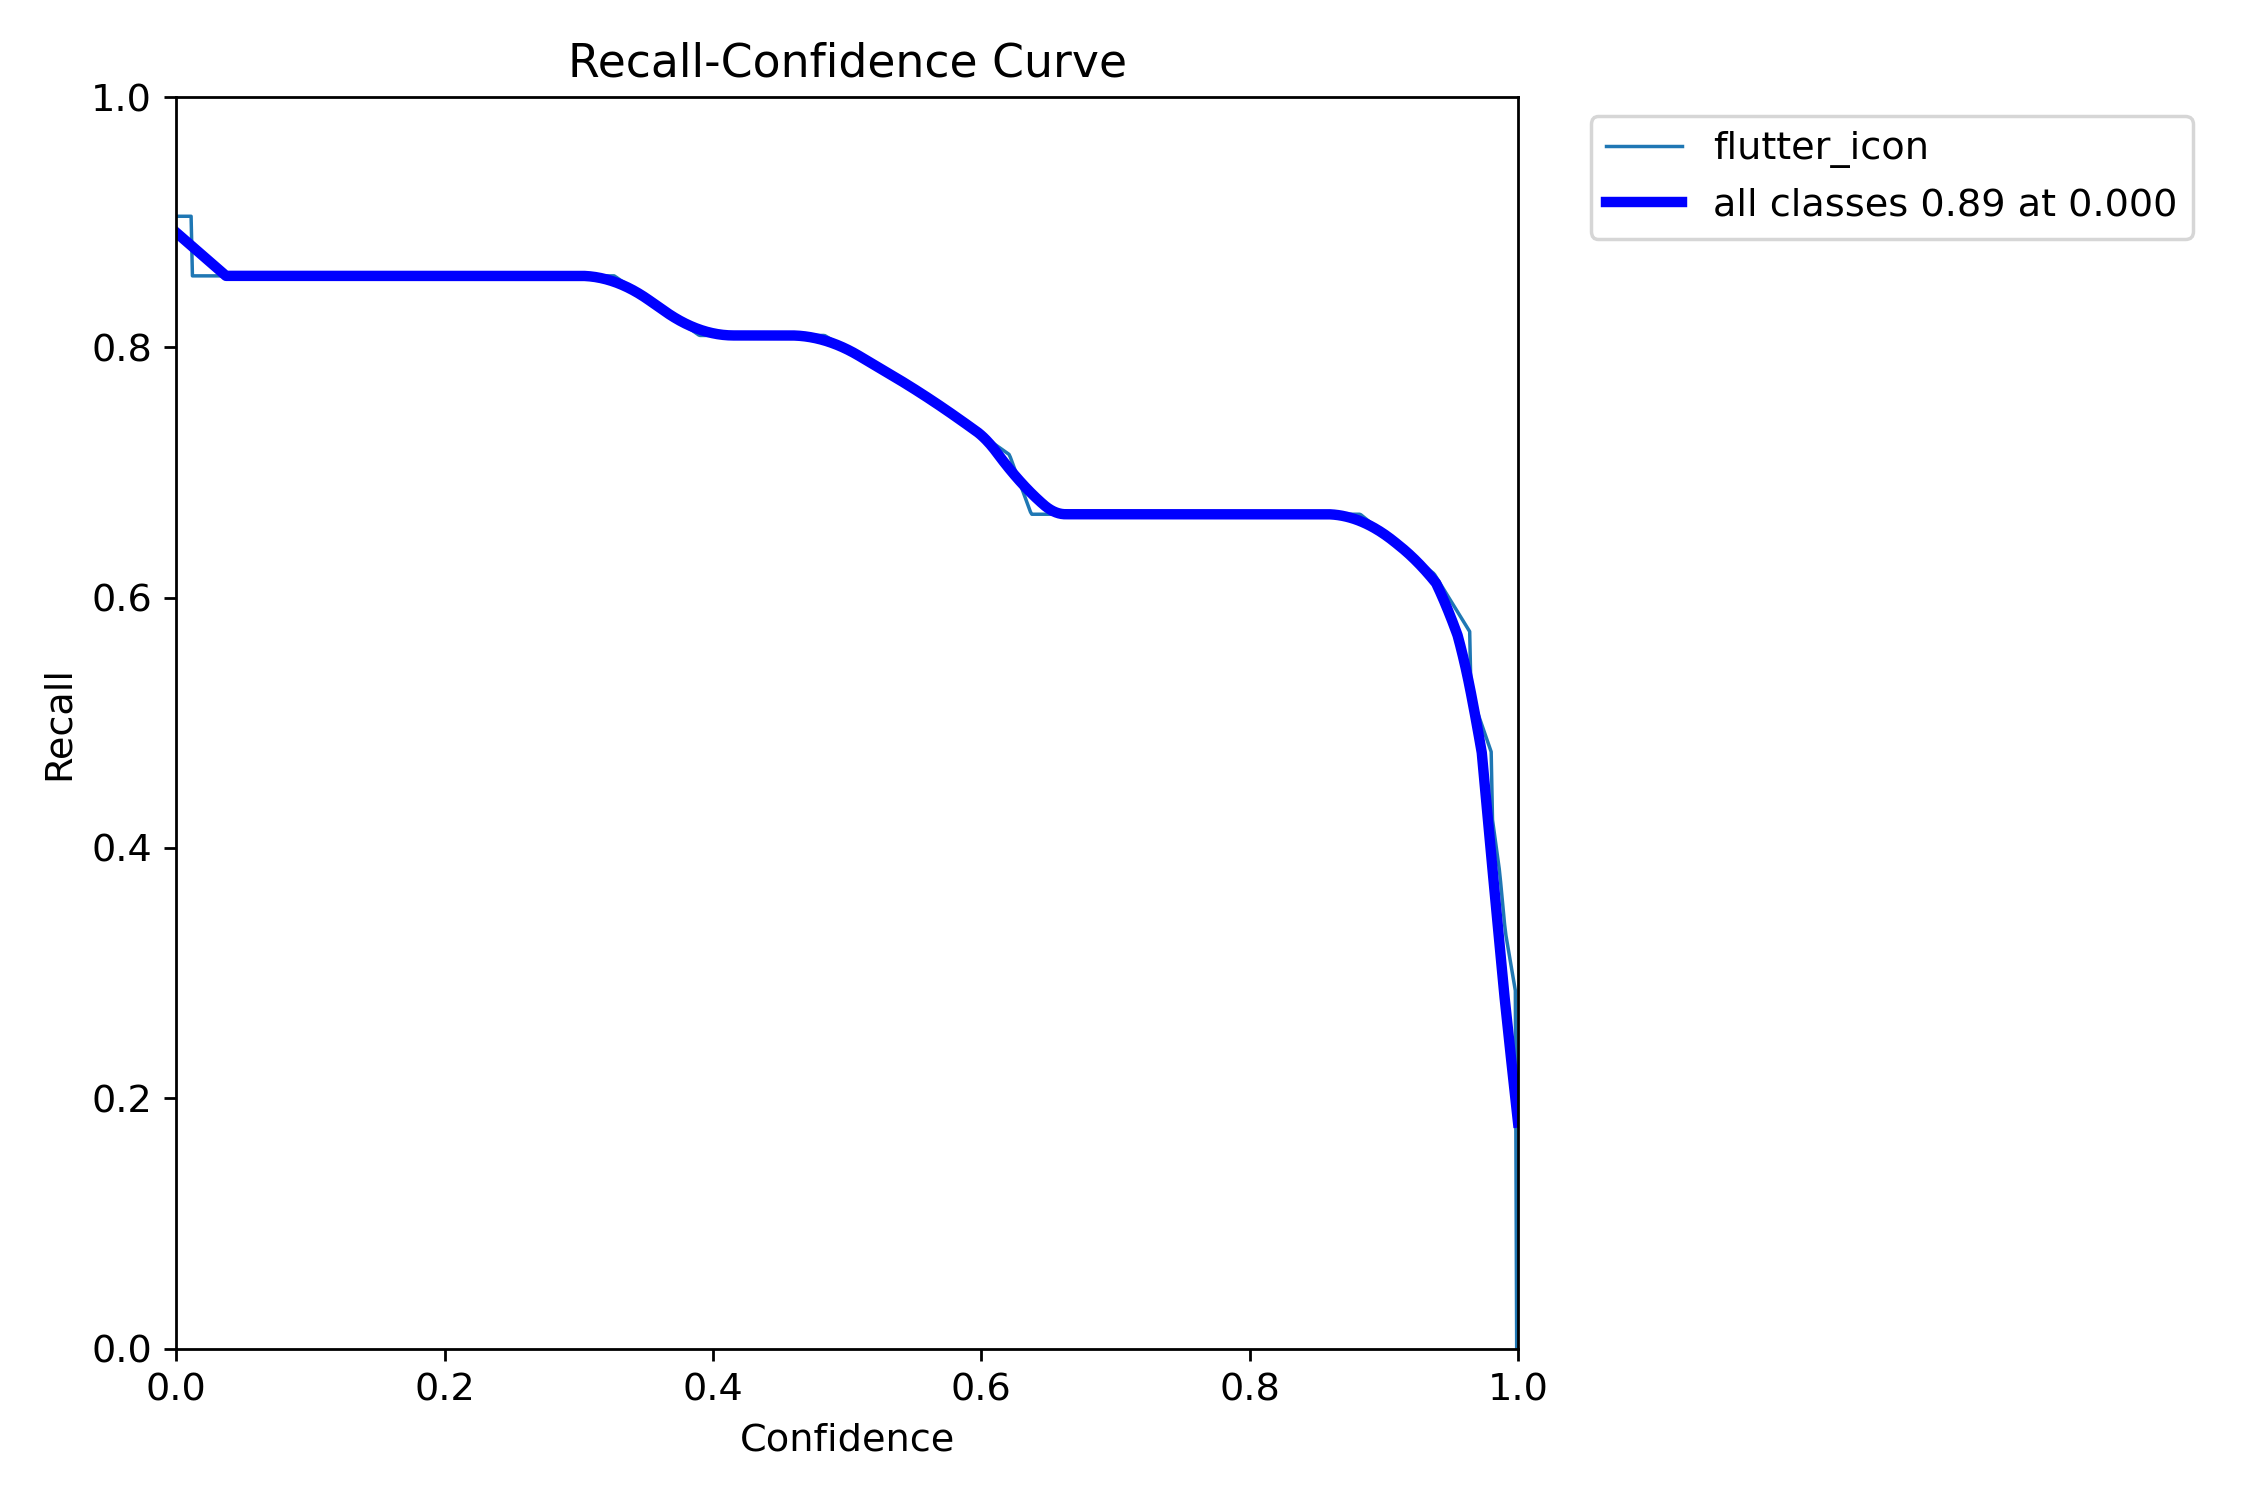 Recall-Confidence Curve
1.0
0.8
0.6
0.4
0.2
0.0
Recall
0.0 0.2 0.4 0.6 0.8 1.0
Confidence
flutter_icon
all classes 0.89 at 0.000